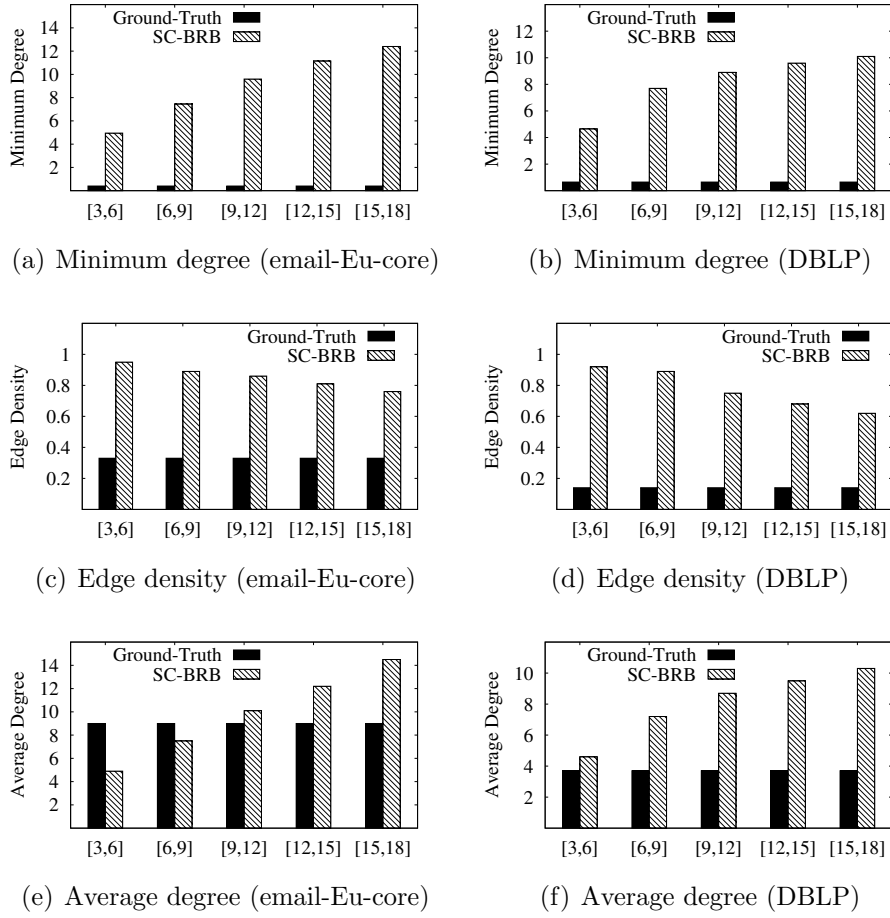 Ground-Truth
SC-BRB
Minimum Degree
14
12
10
8
6
4
2
[3,6] [6,9] [9,12] [12,15] [15,18]
(a) Minimum degree (email-Eu-core)
Ground-Truth
SC-BRB
Minimum Degree
12
10
8
6
4
2
[3,6] [6,9] [9,12] [12,15] [15,18]
(b) Minimum degree (DBLP)
Ground-Truth
SC-BRB
Edge Density
1
0.8
0.6
0.4
0.2
[3,6] [6,9] [9,12] [12,15] [15,18]
(c) Edge density (email-Eu-core)
Ground-Truth
SC-BRB
Edge Density
1
0.8
0.6
0.4
0.2
[3,6] [6,9] [9,12] [12,15] [15,18]
(d) Edge density (DBLP)
Ground-Truth
SC-BRB
Average Degree
14
12
10
8
6
4
2
[3,6] [6,9] [9,12] [12,15] [15,18]
(e) Average degree (email-Eu-core)
Ground-Truth
SC-BRB
Average Degree
10
8
6
4
2
[3,6] [6,9] [9,12] [12,15] [15,18]
(f) Average degree (DBLP)